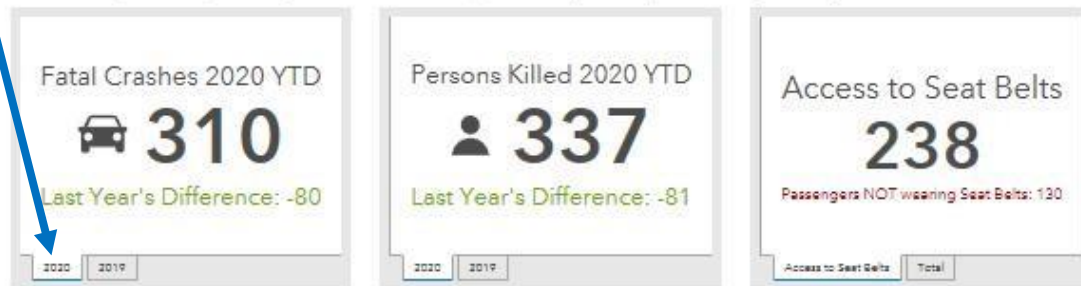 Fatal Crashes 2020 YTD
310
Last Year's Difference: -80
2020 2019
Persons Killed 2020 YTD
337
Last Year's Difference: -81
2020 2019
Access to Seat Belts
238
Passengers NOT wearing Seat Belts: 130
Access to Seat Belts Total